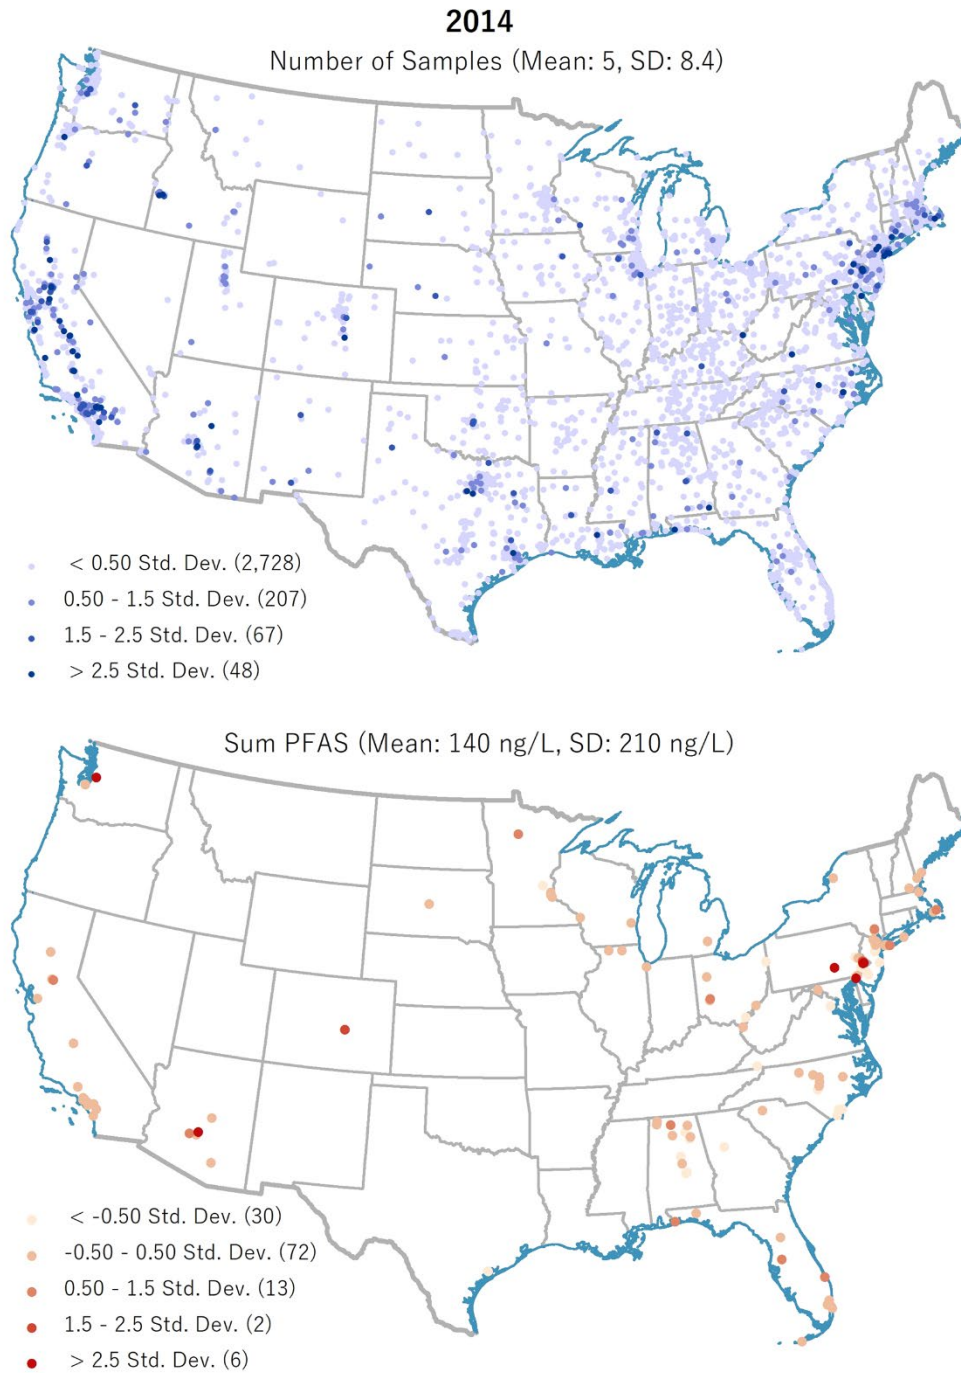 2014
Number of Samples (Mean: 5, SD: 8.4)
< 0.50 Std. Dev. (2,728)
0.50 - 1.5 Std. Dev. (207)
1.5 - 2.5 Std. Dev. (67)
> 2.5 Std. Dev. (48)
Sum PFAS (Mean: 140 ng/L, SD: 210 ng/L)
< -0.50 Std. Dev. (30)
-0.50 - 0.50 Std. Dev. (72)
0.50 - 1.5 Std. Dev. (13)
1.5 - 2.5 Std. Dev. (2)
> 2.5 Std. Dev. (6)